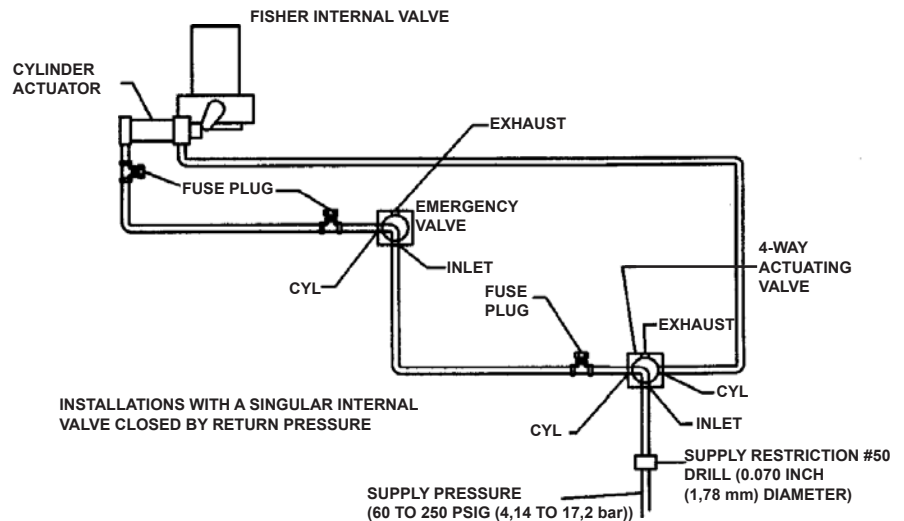 FISHER INTERNAL VALVE
CYLINDER
ACTUATOR
EXHAUST
FUSE PLUG
EMERGENCY
VALVE
INLET
CYL
4-WAY
ACTUATING
VALVE
FUSE
PLUG
EXHAUST
CYL
INLET
CYL
INSTALLATIONS WITH A SINGULAR INTERNAL
VALVE CLOSED BY RETURN PRESSURE
SUPPLY RESTRICTION #50
DRILL (0.070 INCH
(1,78 mm) DIAMETER)
SUPPLY PRESSURE
(60 TO 250 PSIG (4,14 TO 17,2 bar))